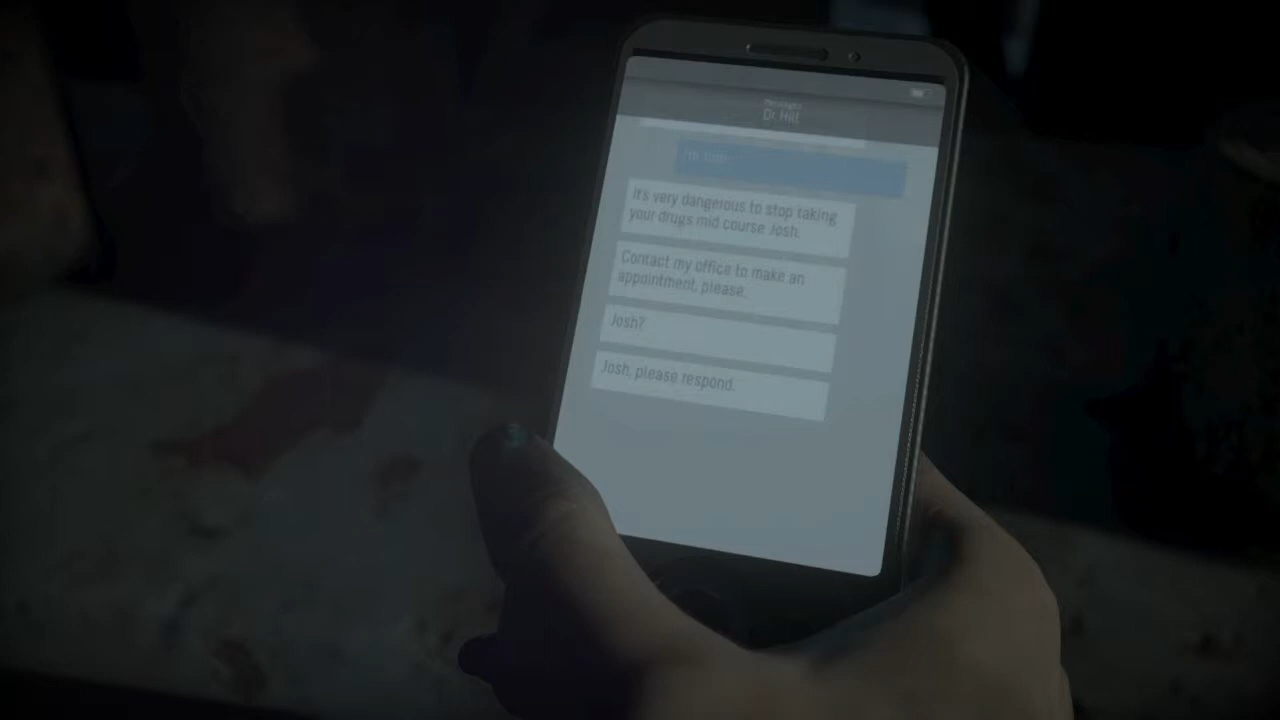 Dr. Hill
It's very dangerous to stop taking
your drugs mid course Josh.
Contact my office to make an
appointment, please.
Josh?
Josh, please respond.